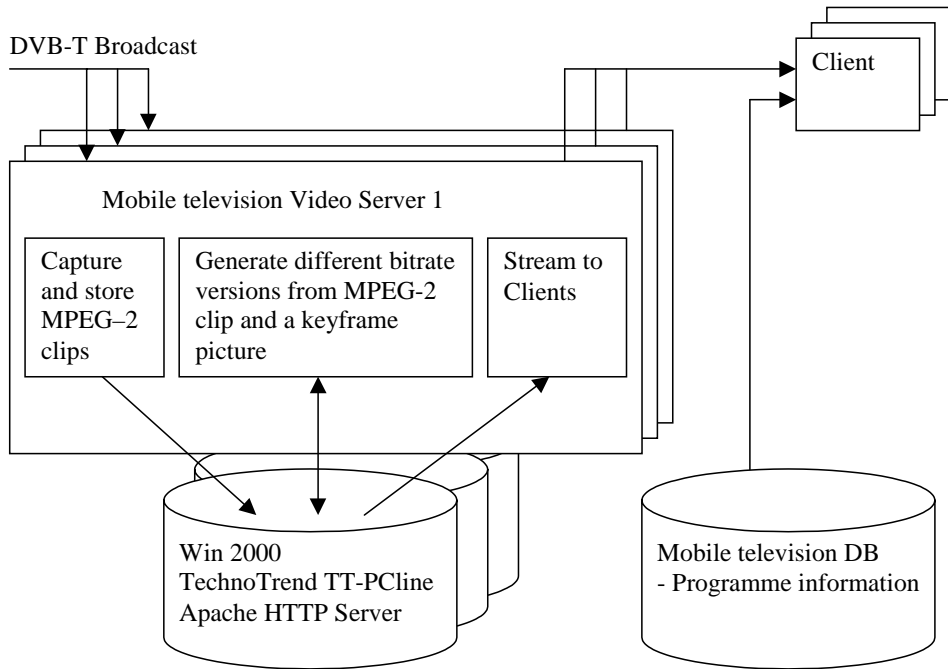 DVB-T Broadcast
Client
Mobile television Video Server 1
Capture
and store
MPEG–2
clips
Generate different bitrate
versions from MPEG-2
clip and a keyframe
picture
Stream to
Clients
Win 2000
TechnoTrend TT-PCline
Apache HTTP Server
Mobile television DB
- Programme information